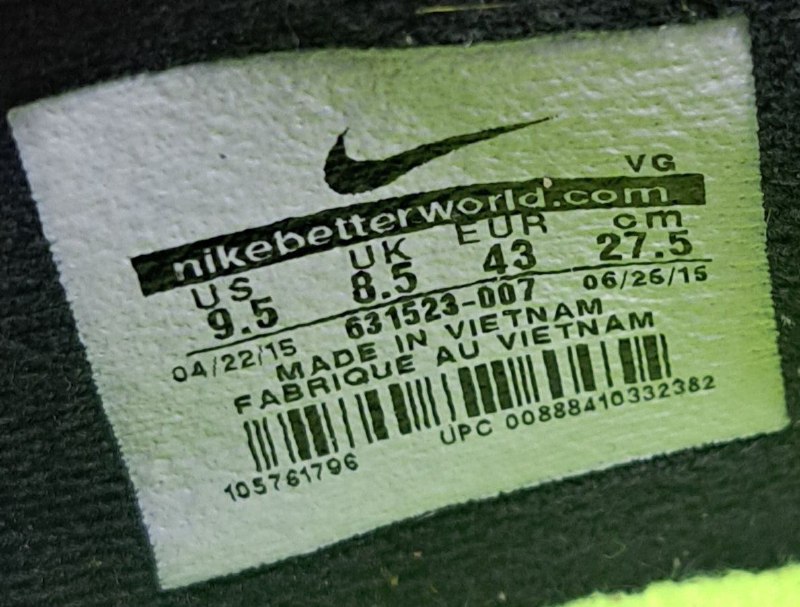 VG
nikebetterworld.com
US UK EUR cm
9.5 8.5 43 27.5
04/22/15 631523-007 06/26/15
MADE IN VIETNAM
FABRIQUE AU VIETNAM
105761796 UPC 00888410332382